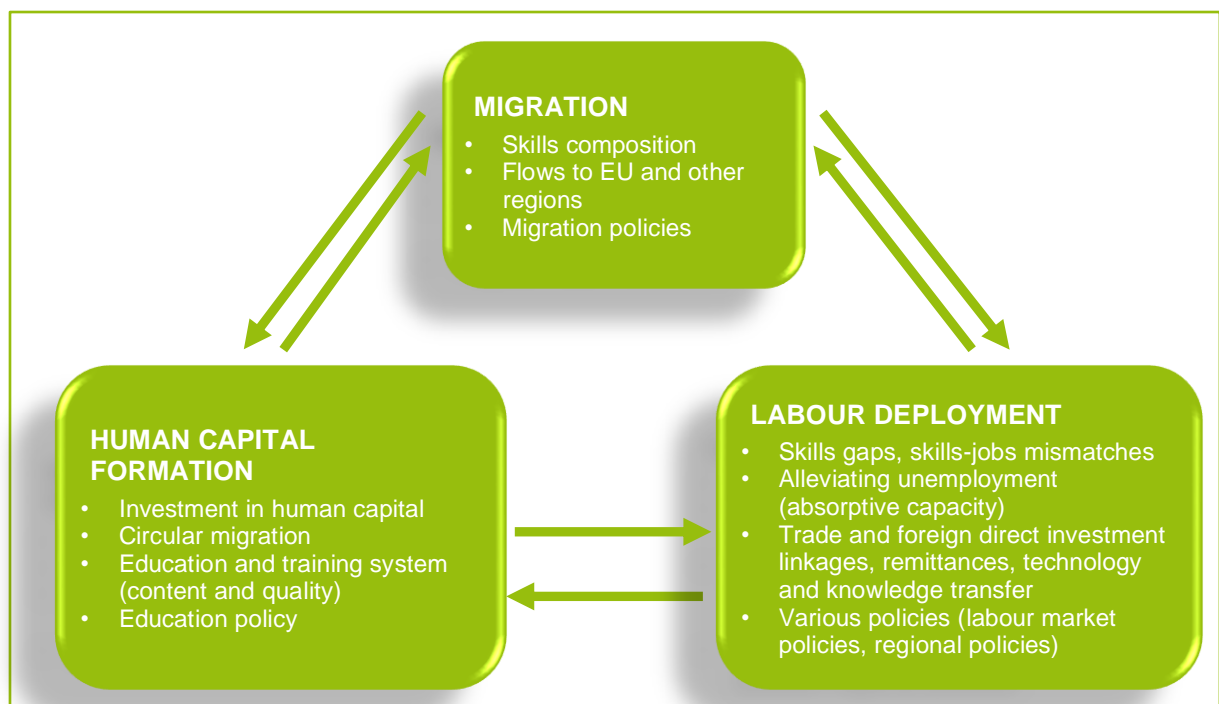 MIGRATION
• Skills composition
• Flows to EU and other
regions
• Migration policies
HUMAN CAPITAL
FORMATION
• Investment in human capital
• Circular migration
• Education and training system
(content and quality)
• Education policy
LABOUR DEPLOYMENT
• Skills gaps, skills-jobs mismatches
• Alleviating unemployment
(absorptive capacity)
• Trade and foreign direct investment
linkages, remittances, technology
and knowledge transfer
• Various policies (labour market
policies, regional policies)